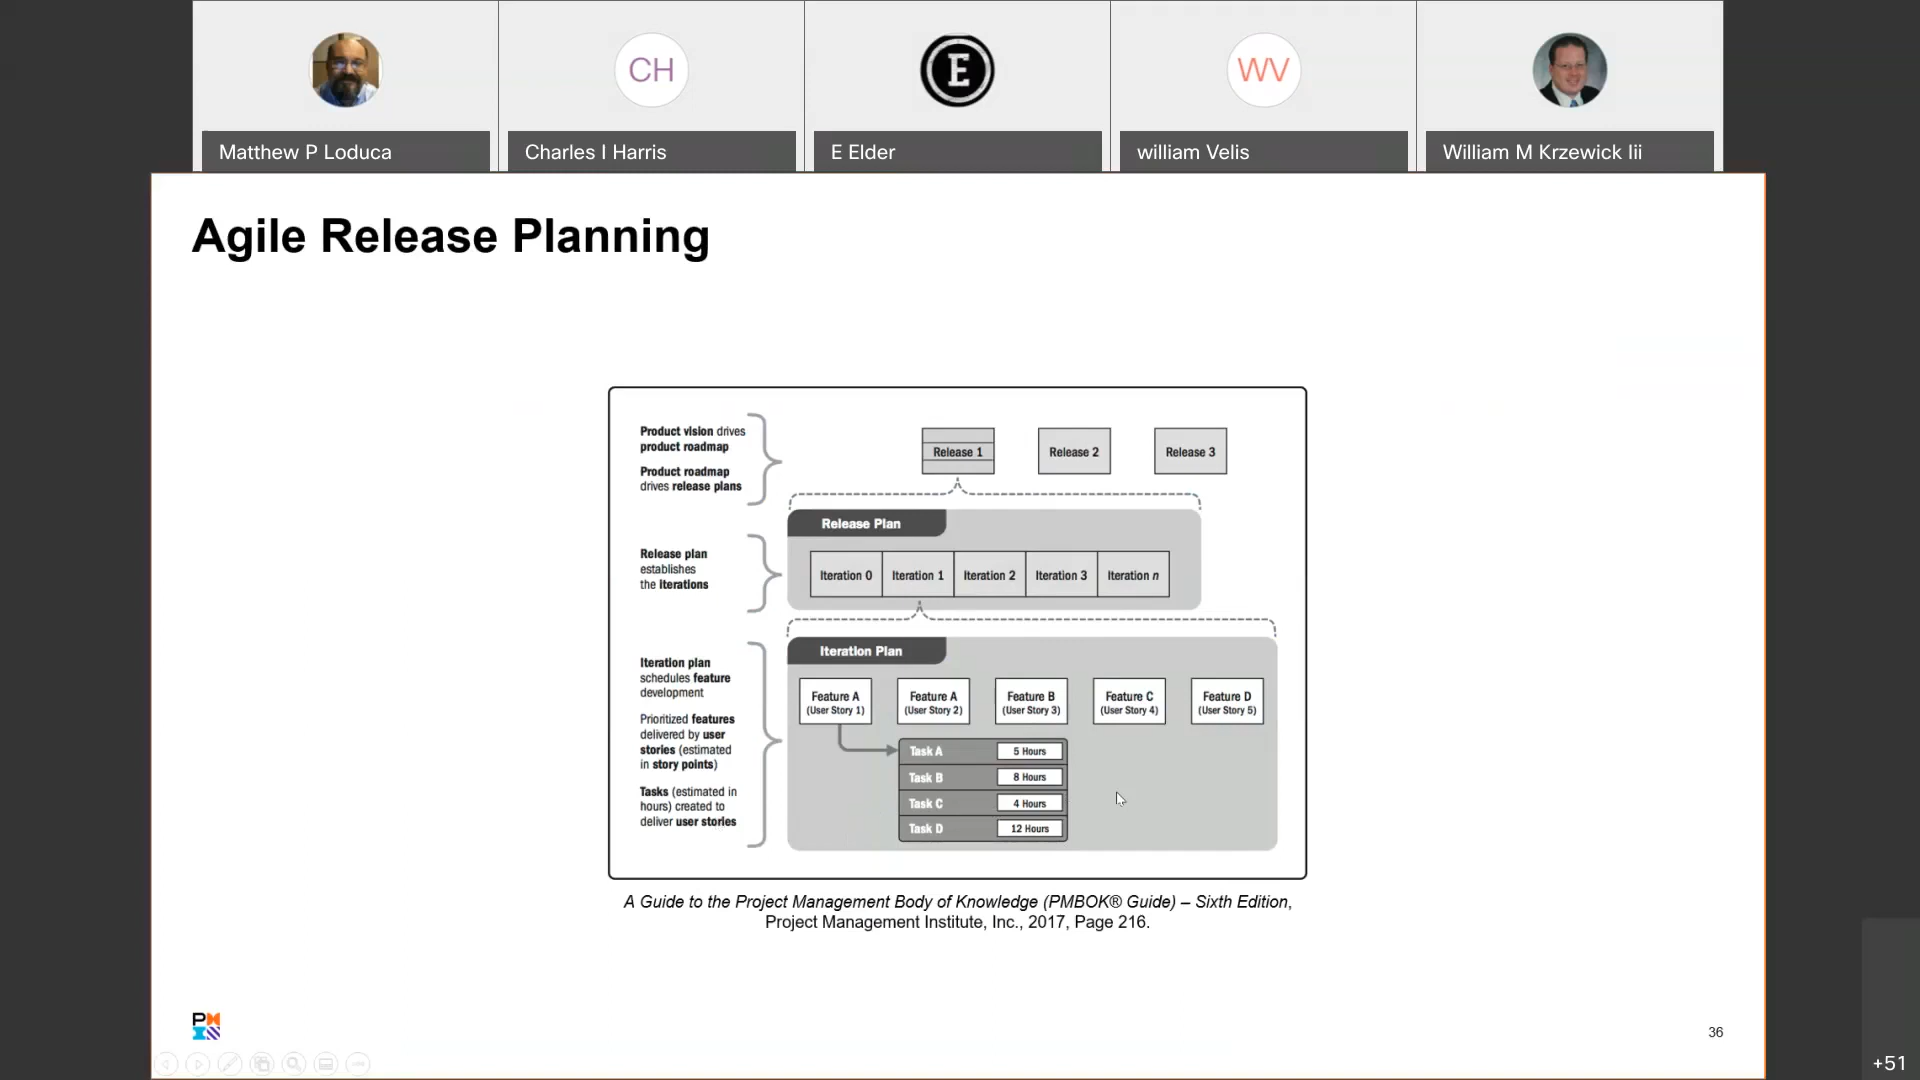 CH
E
WV
Matthew P Loduca
Charles I Harris
E Elder
william Velis
William M Krzewick Iii
Agile Release Planning
Product vision drives
product roadmap
Product roadmap
drives release plans
Release 1
Release 2
Release 3
Release Plan
Release plan
establishes
the iterations
Iteration 0
Iteration 1
Iteration 2
Iteration 3
Iteration n
Iteration Plan
Iteration plan
schedules feature
development
Prioritized features
delivered by user
stories (estimated
in story points)
Tasks (estimated in
hours) created to
deliver user stories
Feature A
(User Story 1)
Feature A
(User Story 2)
Feature B
(User Story 3)
Feature C
(User Story 4)
Feature D
(User Story 5)
Task A 5 Hours
Task B 8 Hours
Task C 4 Hours
Task D 12 Hours
A Guide to the Project Management Body of Knowledge (PMBOK® Guide) – Sixth Edition,
Project Management Institute, Inc., 2017, Page 216.
36
+51